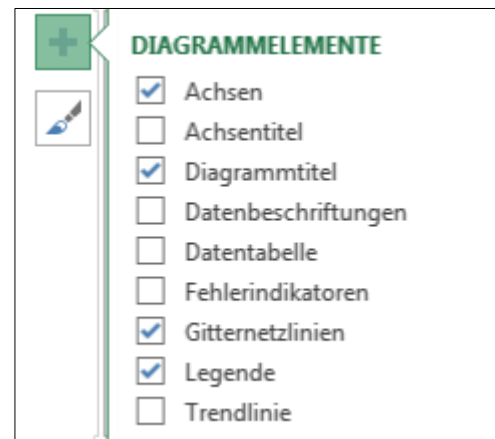 DIAGRAMMELEMENTE
Achsen
Achsentitel
Diagrammtitel
Datenbeschriftungen
Datentabelle
Fehlerindikatoren
Gitternetzlinien
Legende
Trendlinie